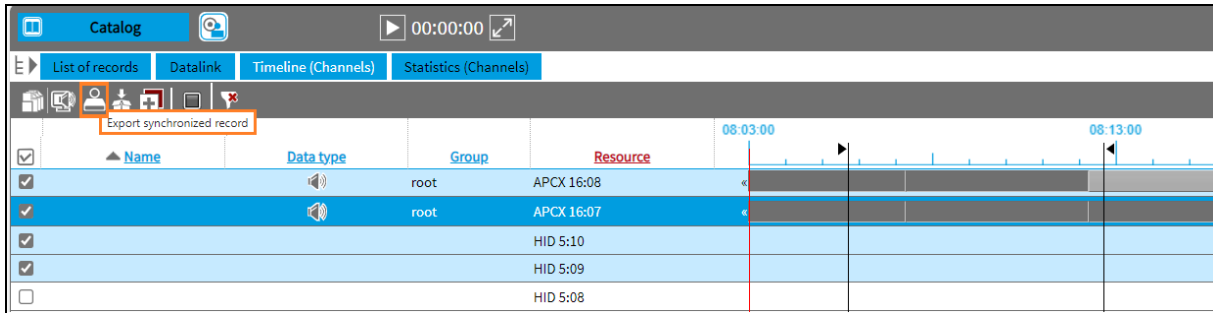 Catalog 00:00:00
List of records Datalink Timeline (Channels) Statistics (Channels)
Export synchronized record
08:03:00 08:13:00
Name Data type Group Resource
root APCX 16:08 «
root APCX 16:07 «
HID 5:10
HID 5:09
HID 5:08